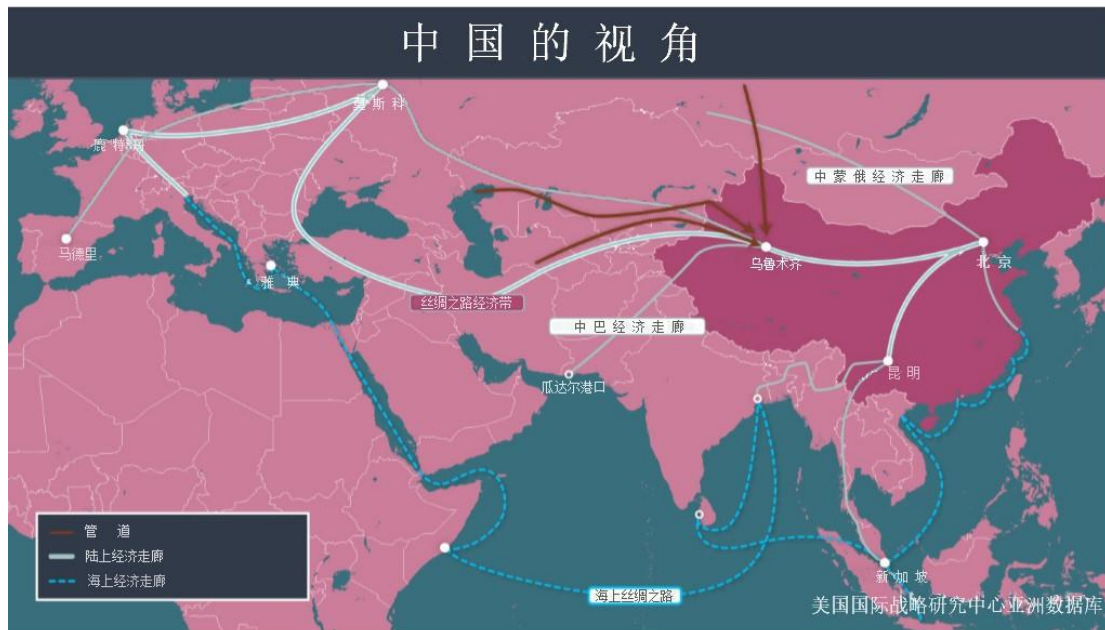 中国的视角
莫斯科
鹿特丹
中蒙俄经济走廊
马德里
雅典
乌鲁木齐
北京
丝绸之路经济带
中巴经济走廊
瓜达尔港口
昆明
管道
陆上经济走廊
海上经济走廊
海上丝绸之路
新加坡
美国国际战略研究中心亚洲数据库